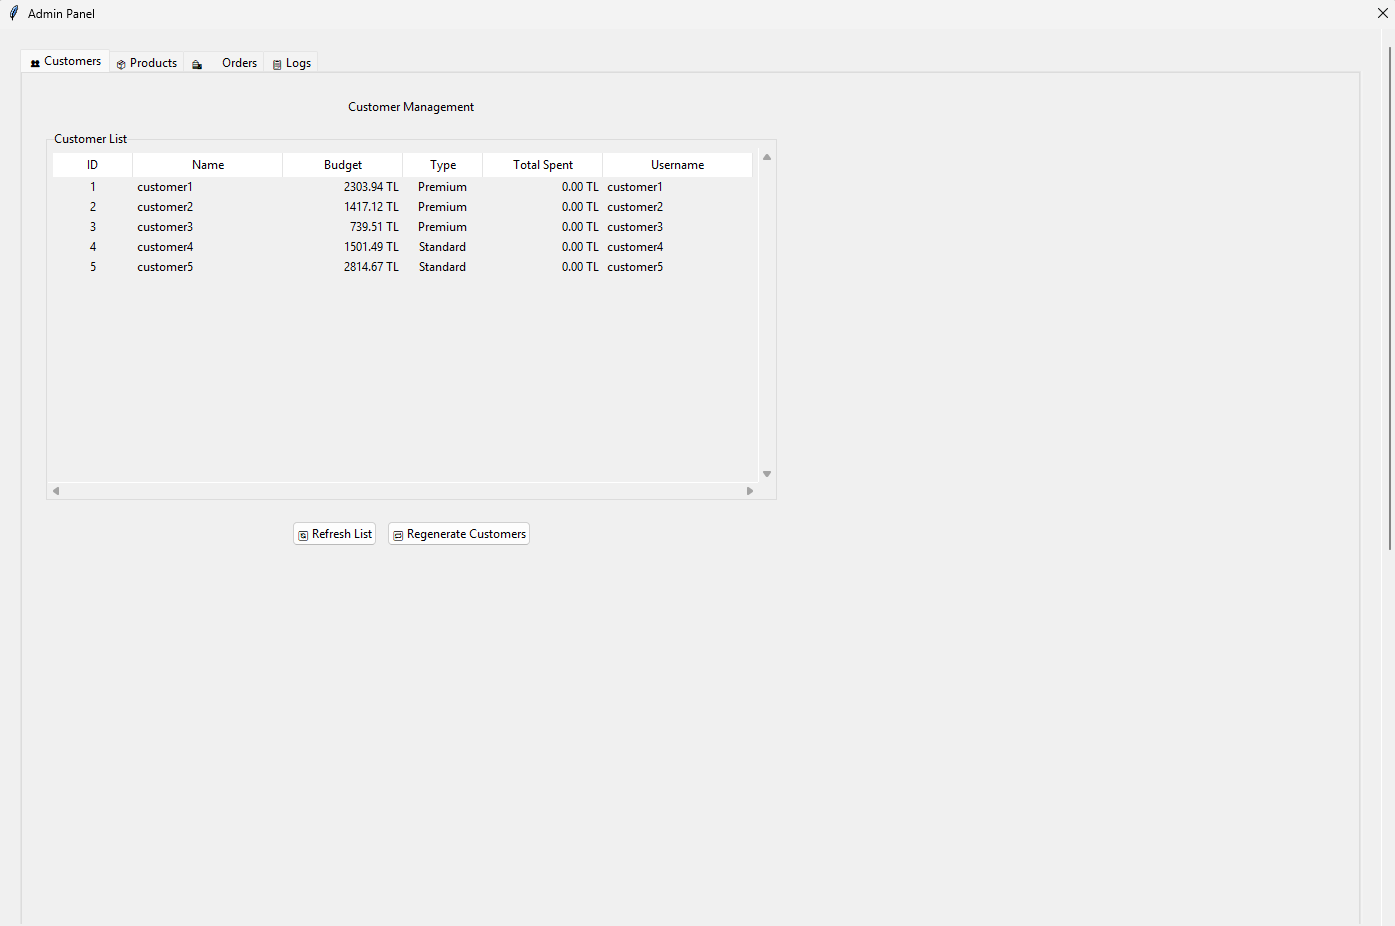 Admin Panel
Customers Products Orders Logs
Customer Management
Customer List
ID Name Budget Type Total Spent Username
1 customer1 2303.94 TL Premium 0.00 TL customer1
2 customer2 1417.12 TL Premium 0.00 TL customer2
3 customer3 739.51 TL Premium 0.00 TL customer3
4 customer4 1501.49 TL Standard 0.00 TL customer4
5 customer5 2814.67 TL Standard 0.00 TL customer5
Refresh List Regenerate Customers